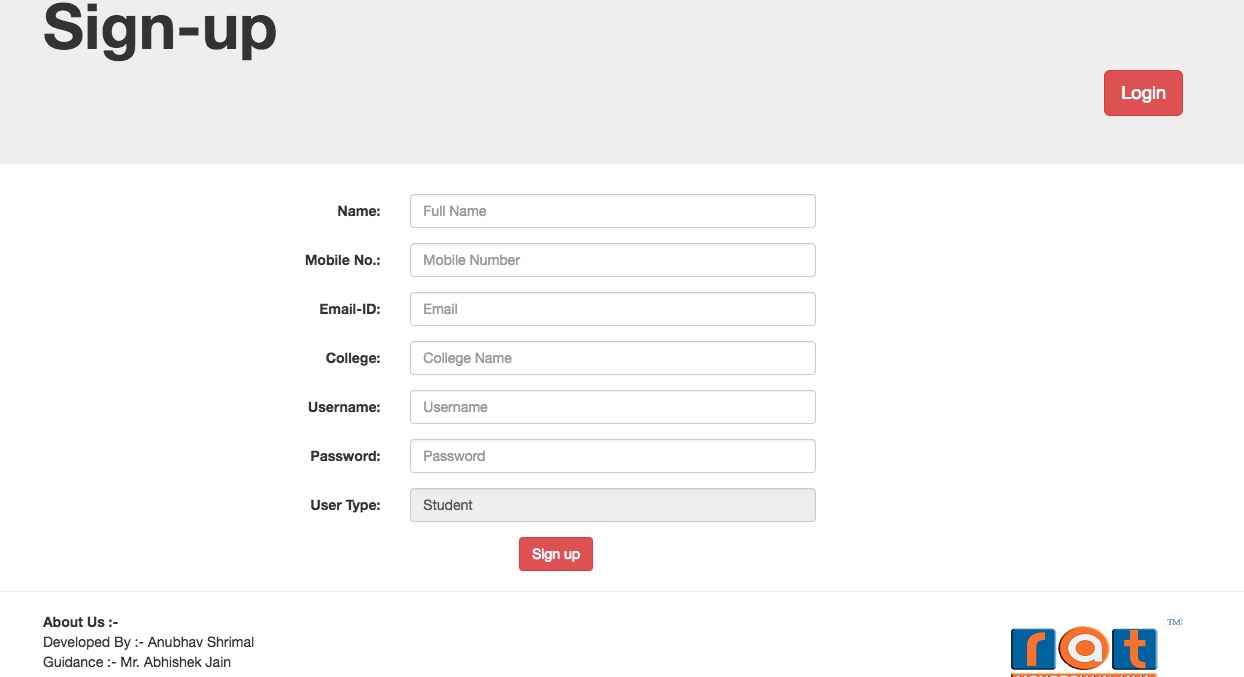 Sign-up
Login
Name: Full Name
Mobile No.: Mobile Number
Email-ID: Email
College: College Name
Username: Username
Password: Password
User Type: Student
Sign up
About Us :-
Developed By :- Anubhav Shrimal
Guidance :- Mr. Abhishek Jain
TM
rat